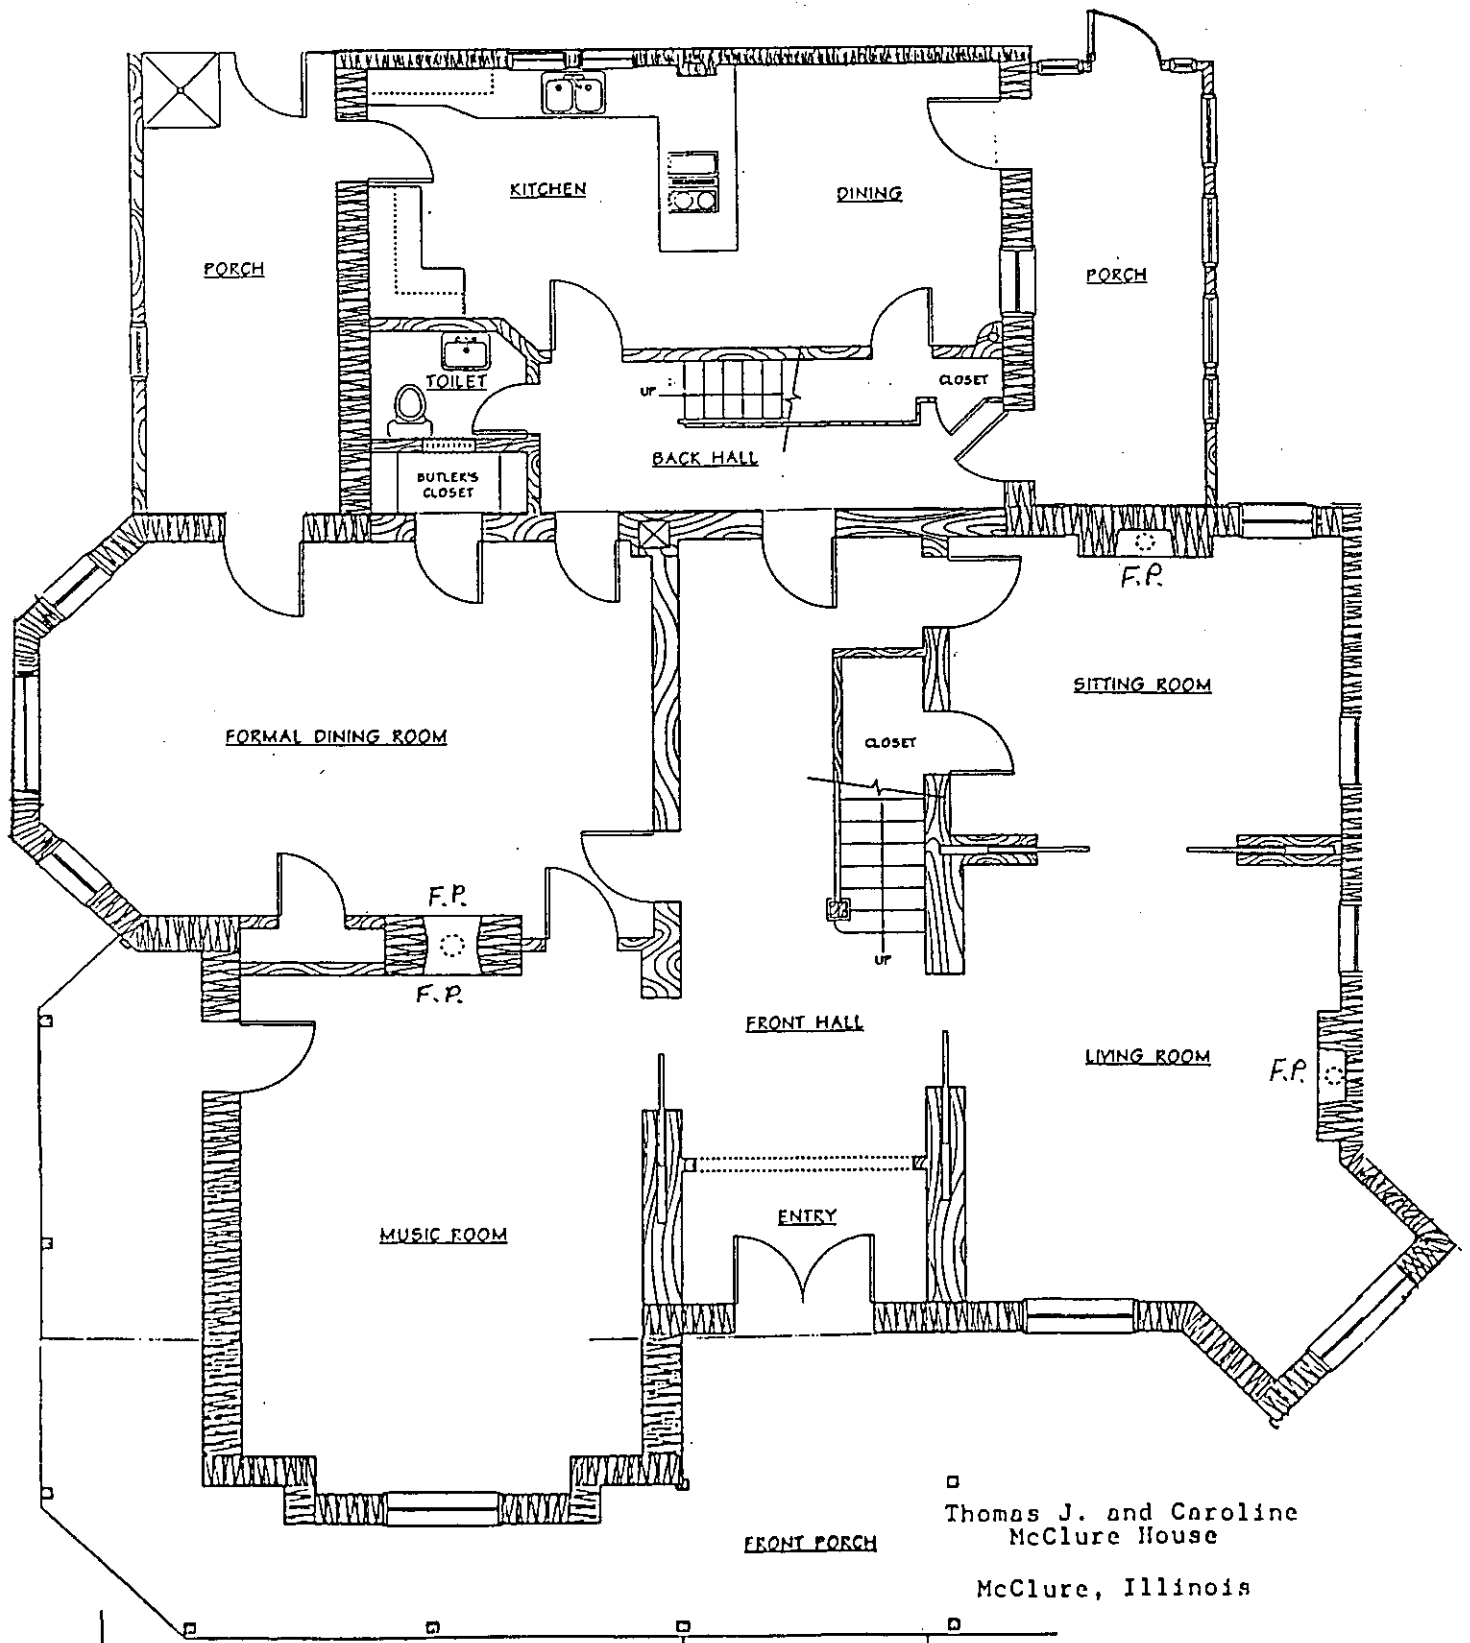 KITCHEN
DINING
PORCH
PORCH
TOILET
UP
CLOSET
BACK HALL
BUTLER'S
CLOSET
F.P.
SITTING ROOM
FORMAL DINING ROOM
CLOSET
F.P.
UP
F.P.
FRONT HALL
LIVING ROOM
F.P.
ENTRY
MUSIC ROOM
FRONT PORCH
Thomas J. and Caroline
McClure House
McClure, Illinois